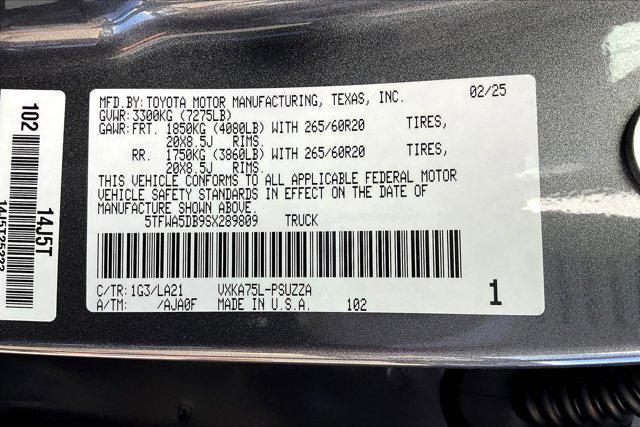 MFD.BY:TOYOTA MOTOR MANUFACTURING, TEXAS, INC. 02/25
GVWR:3300KG (7275LB)
GAWR:FRT. 1850KG (4080LB) WITH 265/60R20 TIRES,
20X8.5J RIMS.
RR. 1750KG (3860LB) WITH 265/60R20 TIRES,
20X8.5J RIMS.
THIS VEHICLE CONFORMS TO ALL APPLICABLE FEDERAL MOTOR
VEHICLE SAFETY STANDARDS IN EFFECT ON THE DATE OF
MANUFACTURE SHOWN ABOVE.
5TFWA5DB9SX289809 TRUCK
C/TR:1G3/LA21 VXKA75L-PSUZZA
A/TM: /AJA0F MADE IN U.S.A. 102 1
102
14J5T